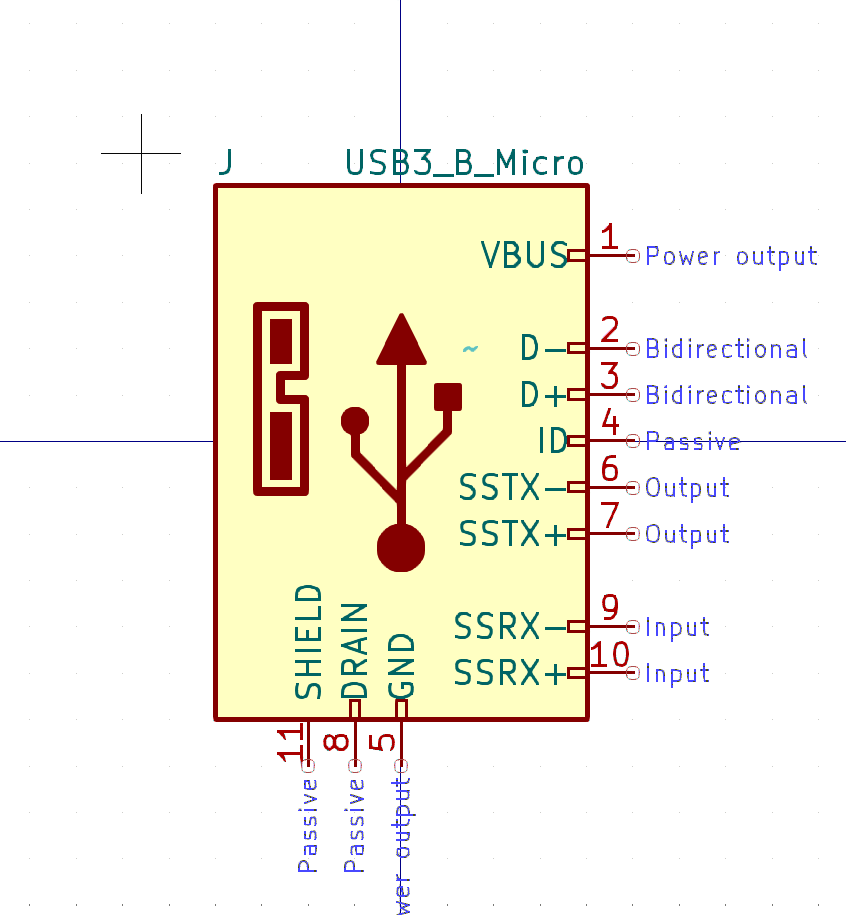 J USB3_B_Micro
VBUS 1 Power output
~ D- 2 Bidirectional
D+ 3 Bidirectional
ID 4 Passive
SSTX- 6 Output
SSTX+ 7 Output
SSRX- 9 Input
SSRX+ 10 Input
SHIELD 11 Passive
DRAIN 8 Passive
GND 5 wer output